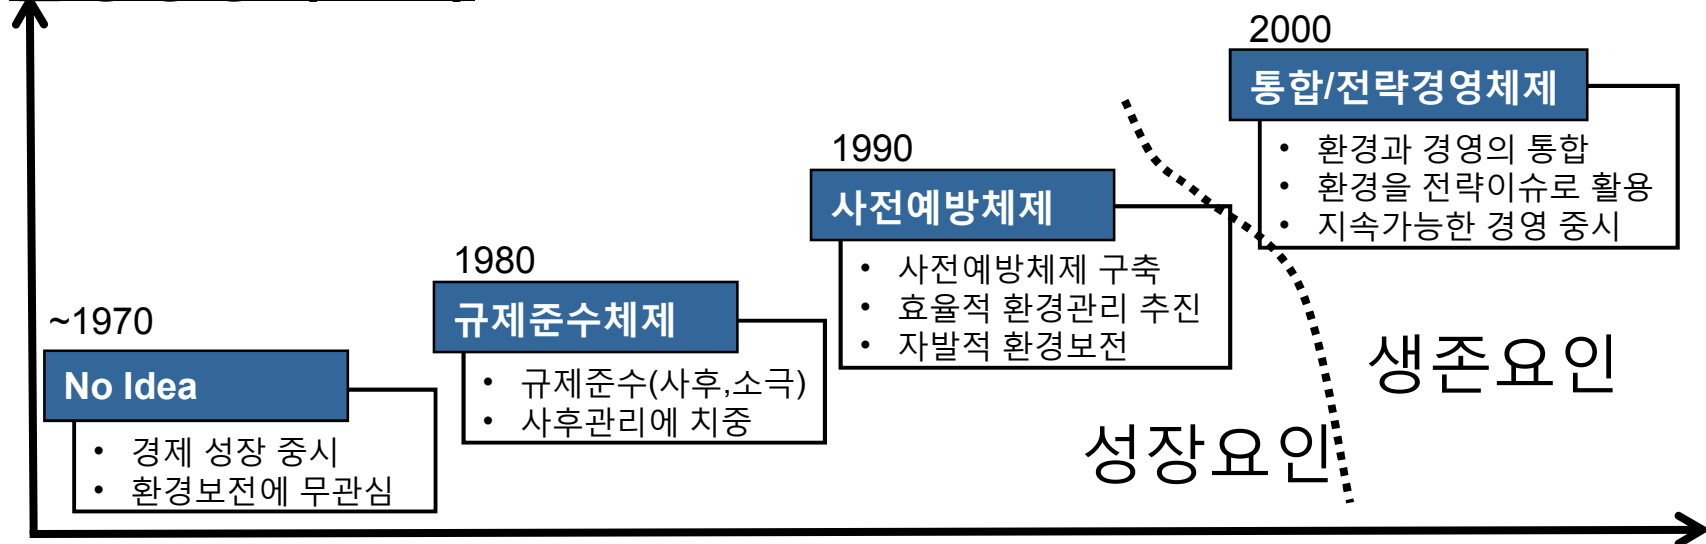 ~1970
No Idea
• 경제 성장 중시
• 환경보전에 무관심
1980
규제준수체제
• 규제준수(사후,소극)
• 사후관리에 치중
1990
사전예방체제
• 사전예방체제 구축
• 효율적 환경관리 추진
• 자발적 환경보전
2000
통합/전략경영체제
• 환경과 경영의 통합
• 환경을 전략이슈로 활용
• 지속가능한 경영 중시
성장요인
생존요인